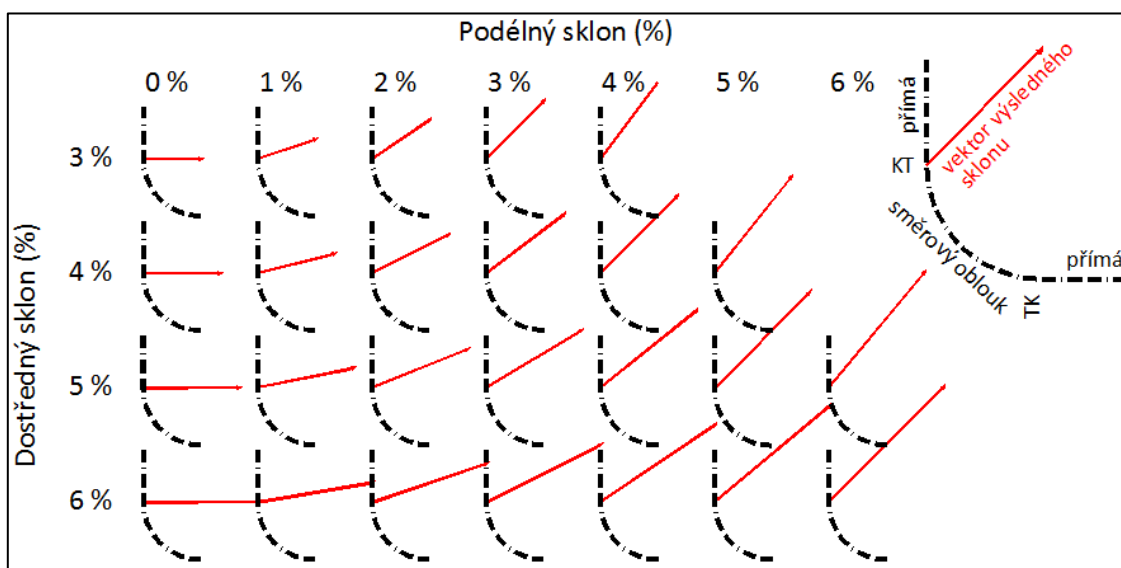 Podélný sklon (%)
0 %
1 %
2 %
3 %
4 %
5 %
6 %
Dostředný sklon (%)
3 %
4 %
5 %
6 %
přímá
vektor výsledného
sklonu
KT
směrový oblouk
TK
přímá